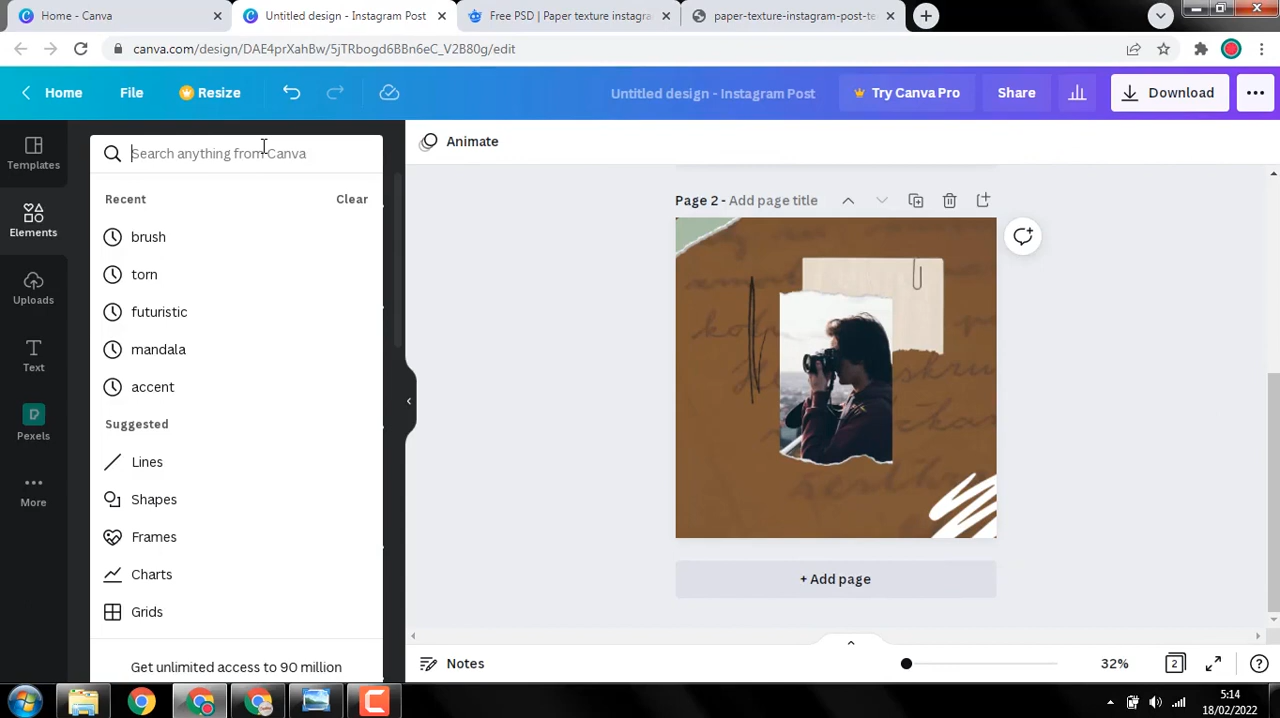 Home - Canva
Untitled design - Instagram Post
Free PSD | Paper texture instagra
paper-texture-instagram-post-te
canva.com/design/DAE4prXahBw/5jTRbogd6BBn6eC_V2B80g/edit
Home
File
Resize
Untitled design - Instagram Post
Try Canva Pro
Share
Download
Templates
Elements
Uploads
Text
Pexels
More
Search anything from Canva
Recent
Clear
brush
torn
futuristic
mandala
accent
Suggested
Lines
Shapes
Frames
Charts
Grids
Get unlimited access to 90 million
Animate
Page 2 - Add page title
+ Add page
Notes
32%
2
5:14
18/02/2022